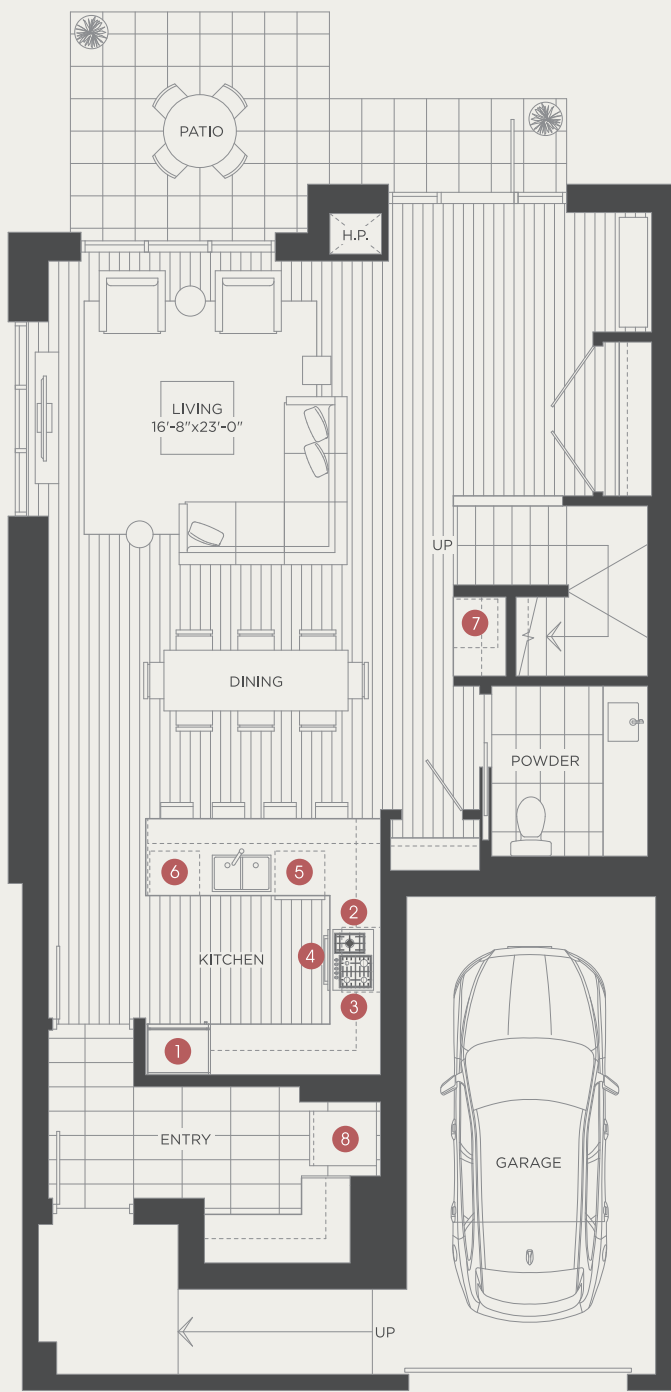 PATIO
H.P.
LIVING
16'-8"x23'-0"
UP
7
DINING
POWDER
6
5
2
KITCHEN
4
3
1
ENTRY
8
GARAGE
UP